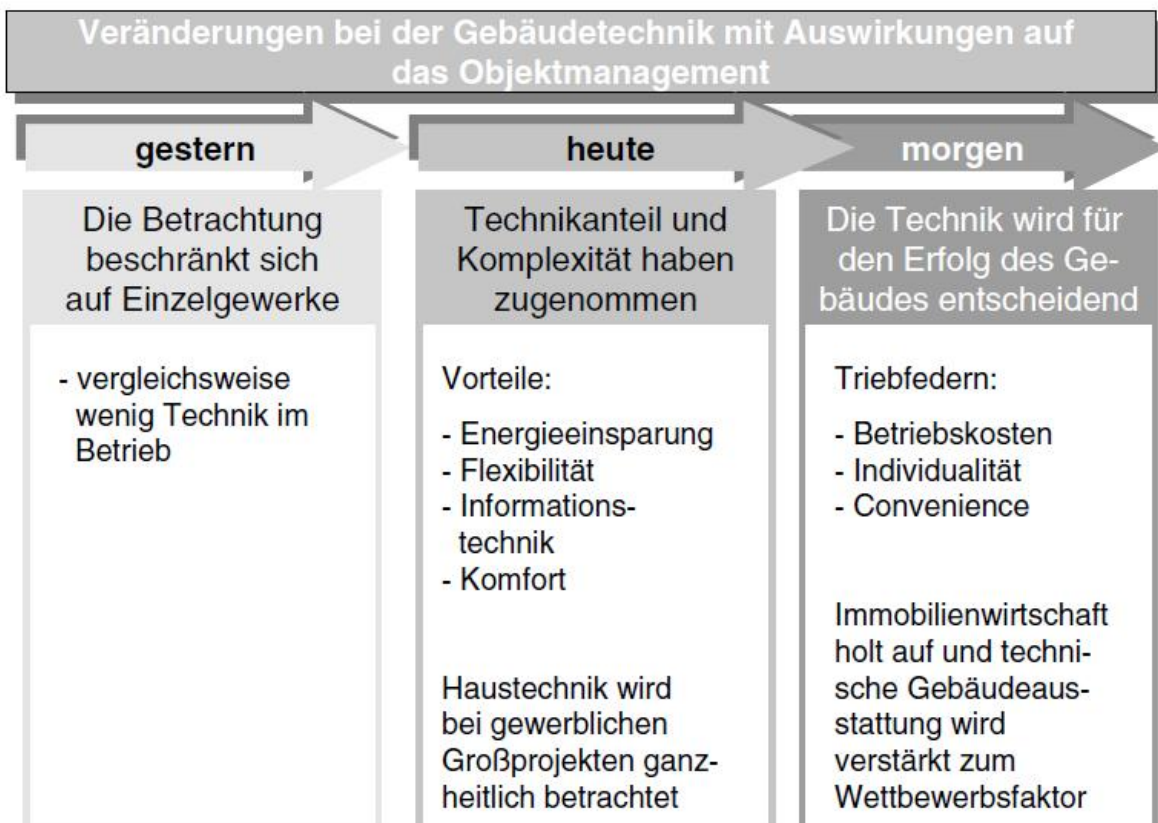 Veränderungen bei der Gebäudetechnik mit Auswirkungen auf
das Objektmanagement
gestern
heute
morgen
Die Betrachtung
beschränkt sich
auf Einzelgewerke
- vergleichsweise
wenig Technik im
Betrieb
Technikanteil und
Komplexität haben
zugenommen
Vorteile:
- Energieeinsparung
- Flexibilität
- Informations-
technik
- Komfort
Haustechnik wird
bei gewerblichen
Großprojekten ganz-
heitlich betrachtet
Die Technik wird für
den Erfolg des Ge-
bäudes entscheidend
Triebfedern:
- Betriebskosten
- Individualität
- Convenience
Immobilienwirtschaft
holt auf und techni-
sche Gebäudeaus-
stattung wird
verstärkt zum
Wettbewerbsfaktor